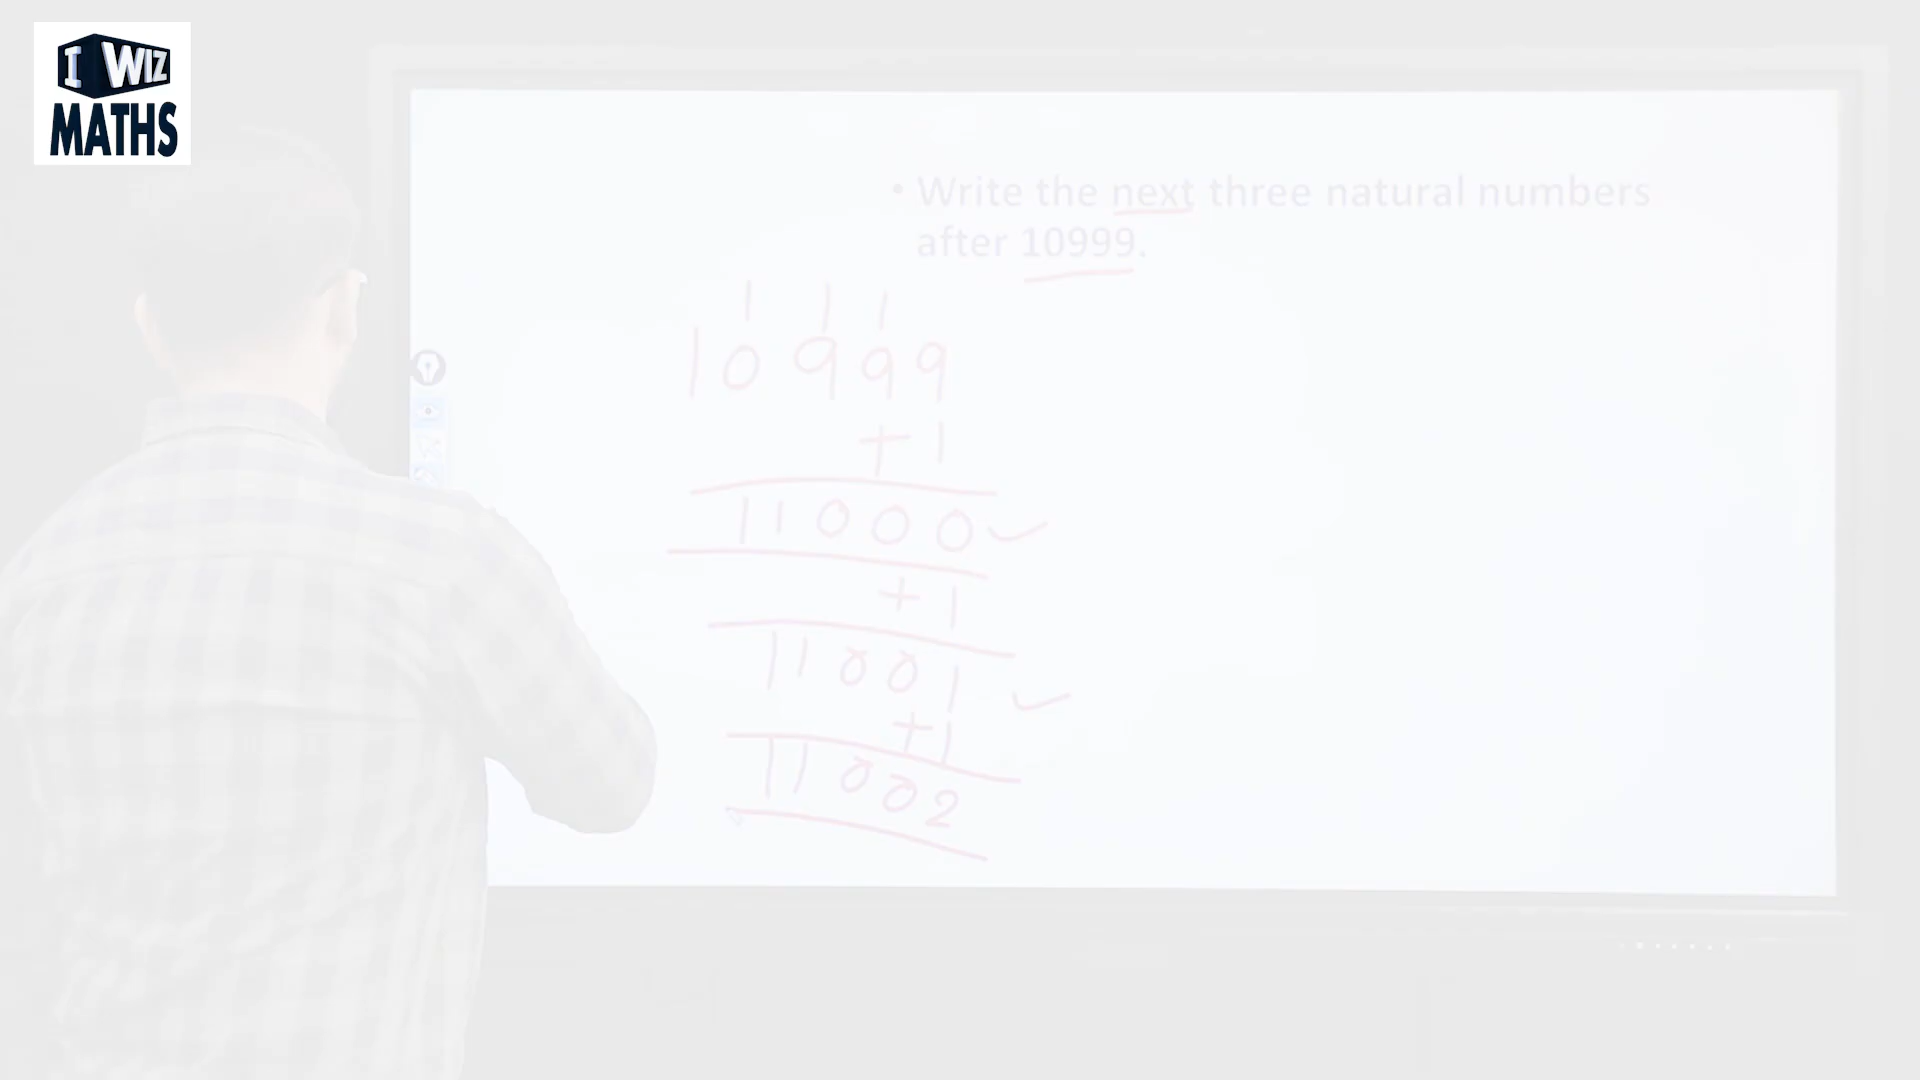 I WIZ
MATHS
• Write the next three natural numbers
after 10999.
1 1 1
10999
+1
11000
+1
11001
+1
11002